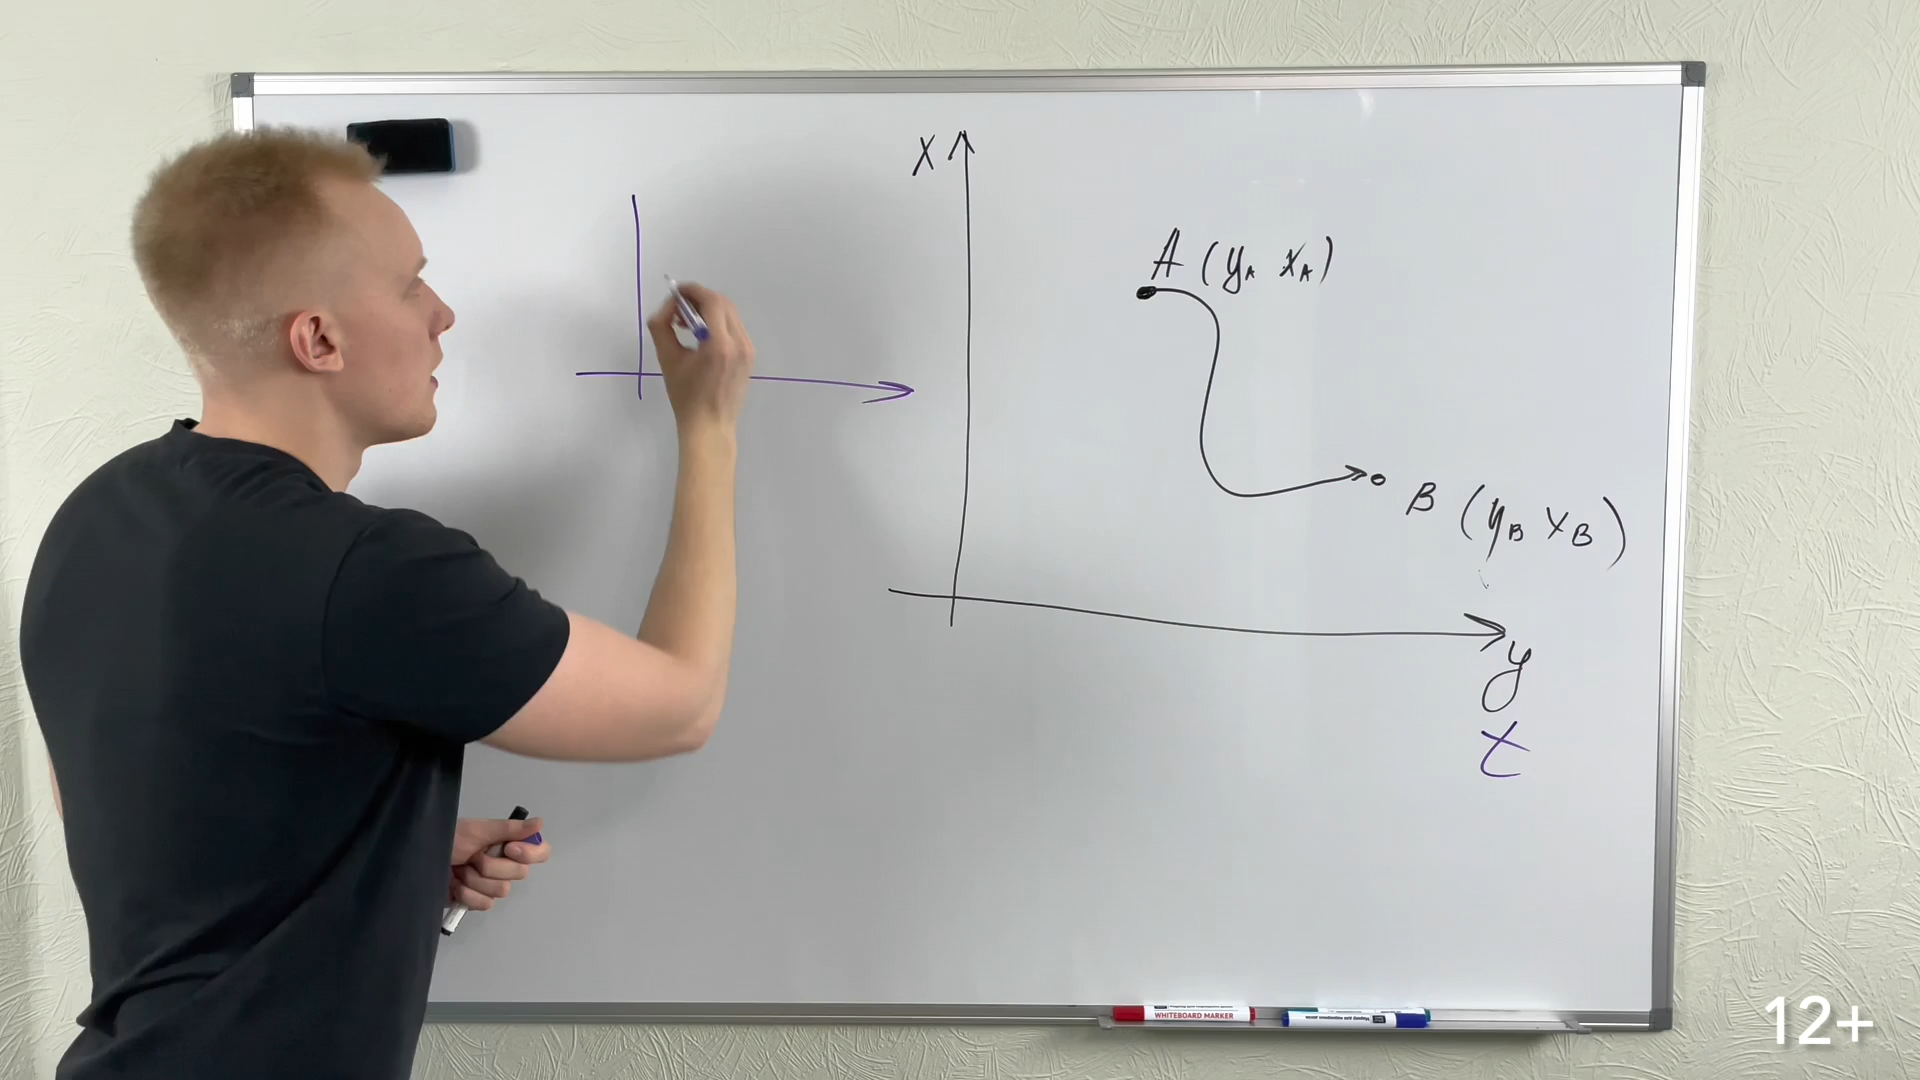 x
A (yA xA)
B (yB xB)
y
t
WHITEBOARD MARKER
12+